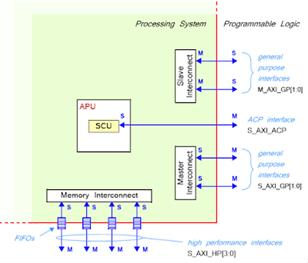 Processing System
Programmable Logic
Slave
Interconnect
M
S
general
purpose
interfaces
M
S
M_AXI_GP[1:0]
APU
SCU
S
M
ACP interface
S_AXI_ACP
Master
Interconnect
S
M
general
purpose
interfaces
S
M
S_AXI_GP[1:0]
Memory Interconnect
S
S
S
S
FIFOs
M
M
M
M
high performance interfaces
S_AXI_HP[3:0]